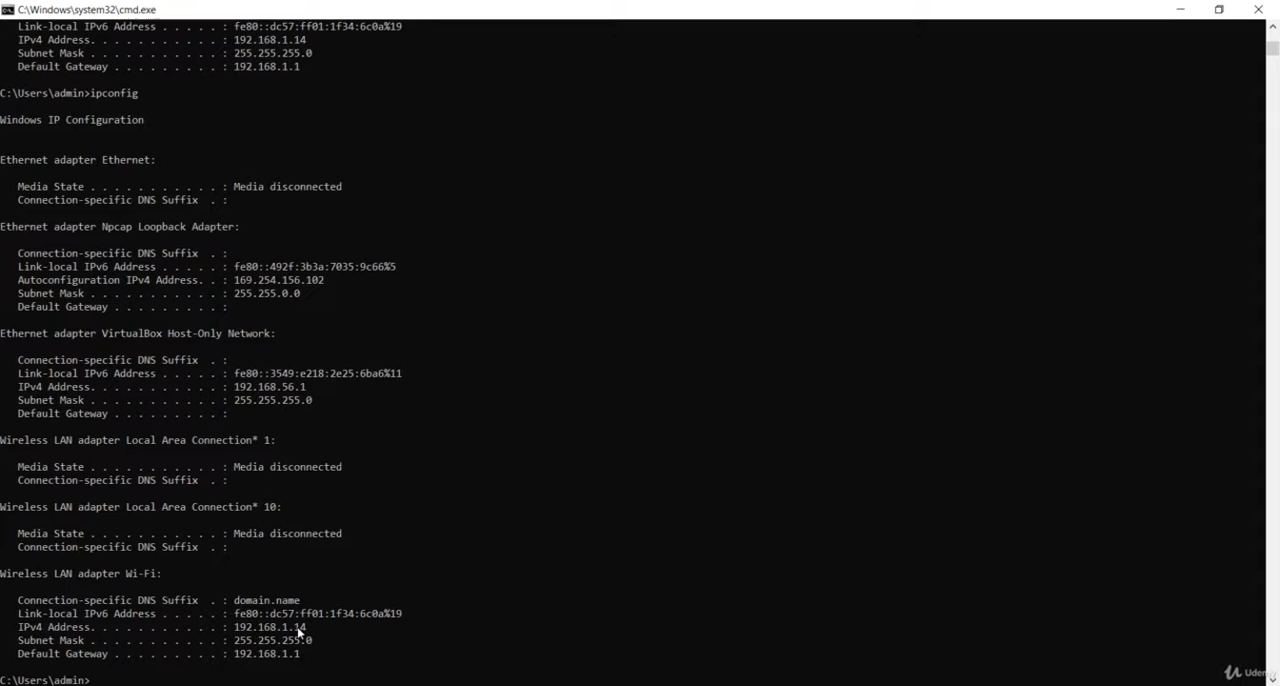 C:\Windows\system32\cmd.exe
Link-local IPv6 Address . . . . . : fe80::dc57:ff01:1f34:6c0a%19
IPv4 Address. . . . . . . . . . . : 192.168.1.14
Subnet Mask . . . . . . . . . . . : 255.255.255.0
Default Gateway . . . . . . . . . : 192.168.1.1
C:\Users\admin>ipconfig
Windows IP Configuration
Ethernet adapter Ethernet:
Media State . . . . . . . . . . . : Media disconnected
Connection-specific DNS Suffix  . :
Ethernet adapter Npcap Loopback Adapter:
Connection-specific DNS Suffix  . :
Link-local IPv6 Address . . . . . : fe80::492f:3b3a:7035:9c66%5
Autoconfiguration IPv4 Address. . : 169.254.156.102
Subnet Mask . . . . . . . . . . . : 255.255.0.0
Default Gateway . . . . . . . . . :
Ethernet adapter VirtualBox Host-Only Network:
Connection-specific DNS Suffix  . :
Link-local IPv6 Address . . . . . : fe80::3549:e218:2e25:6ba6%11
IPv4 Address. . . . . . . . . . . : 192.168.56.1
Subnet Mask . . . . . . . . . . . : 255.255.255.0
Default Gateway . . . . . . . . . :
Wireless LAN adapter Local Area Connection* 1:
Media State . . . . . . . . . . . : Media disconnected
Connection-specific DNS Suffix  . :
Wireless LAN adapter Local Area Connection* 10:
Media State . . . . . . . . . . . : Media disconnected
Connection-specific DNS Suffix  . :
Wireless LAN adapter Wi-Fi:
Connection-specific DNS Suffix  . : domain.name
Link-local IPv6 Address . . . . . : fe80::dc57:ff01:1f34:6c0a%19
IPv4 Address. . . . . . . . . . . : 192.168.1.14
Subnet Mask . . . . . . . . . . . : 255.255.255.0
Default Gateway . . . . . . . . . : 192.168.1.1
C:\Users\admin>